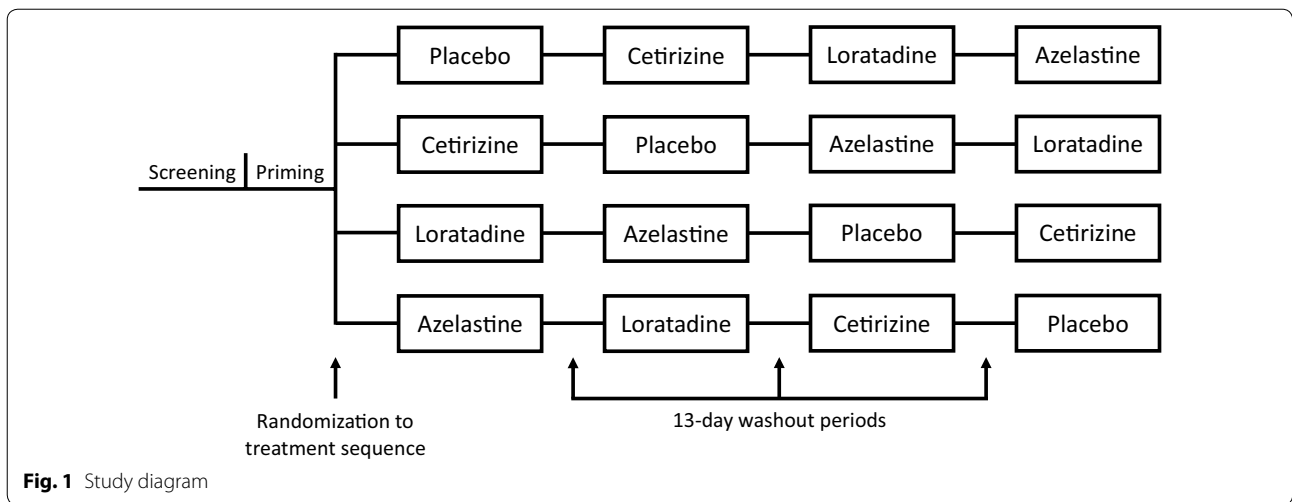 Placebo Cetirizine Loratadine Azelastine
Cetirizine Placebo Azelastine Loratadine
Screening Priming
Loratadine Azelastine Placebo Cetirizine
Azelastine Loratadine Cetirizine Placebo
Randomization to
treatment sequence
13-day washout periods
Fig. 1 Study diagram